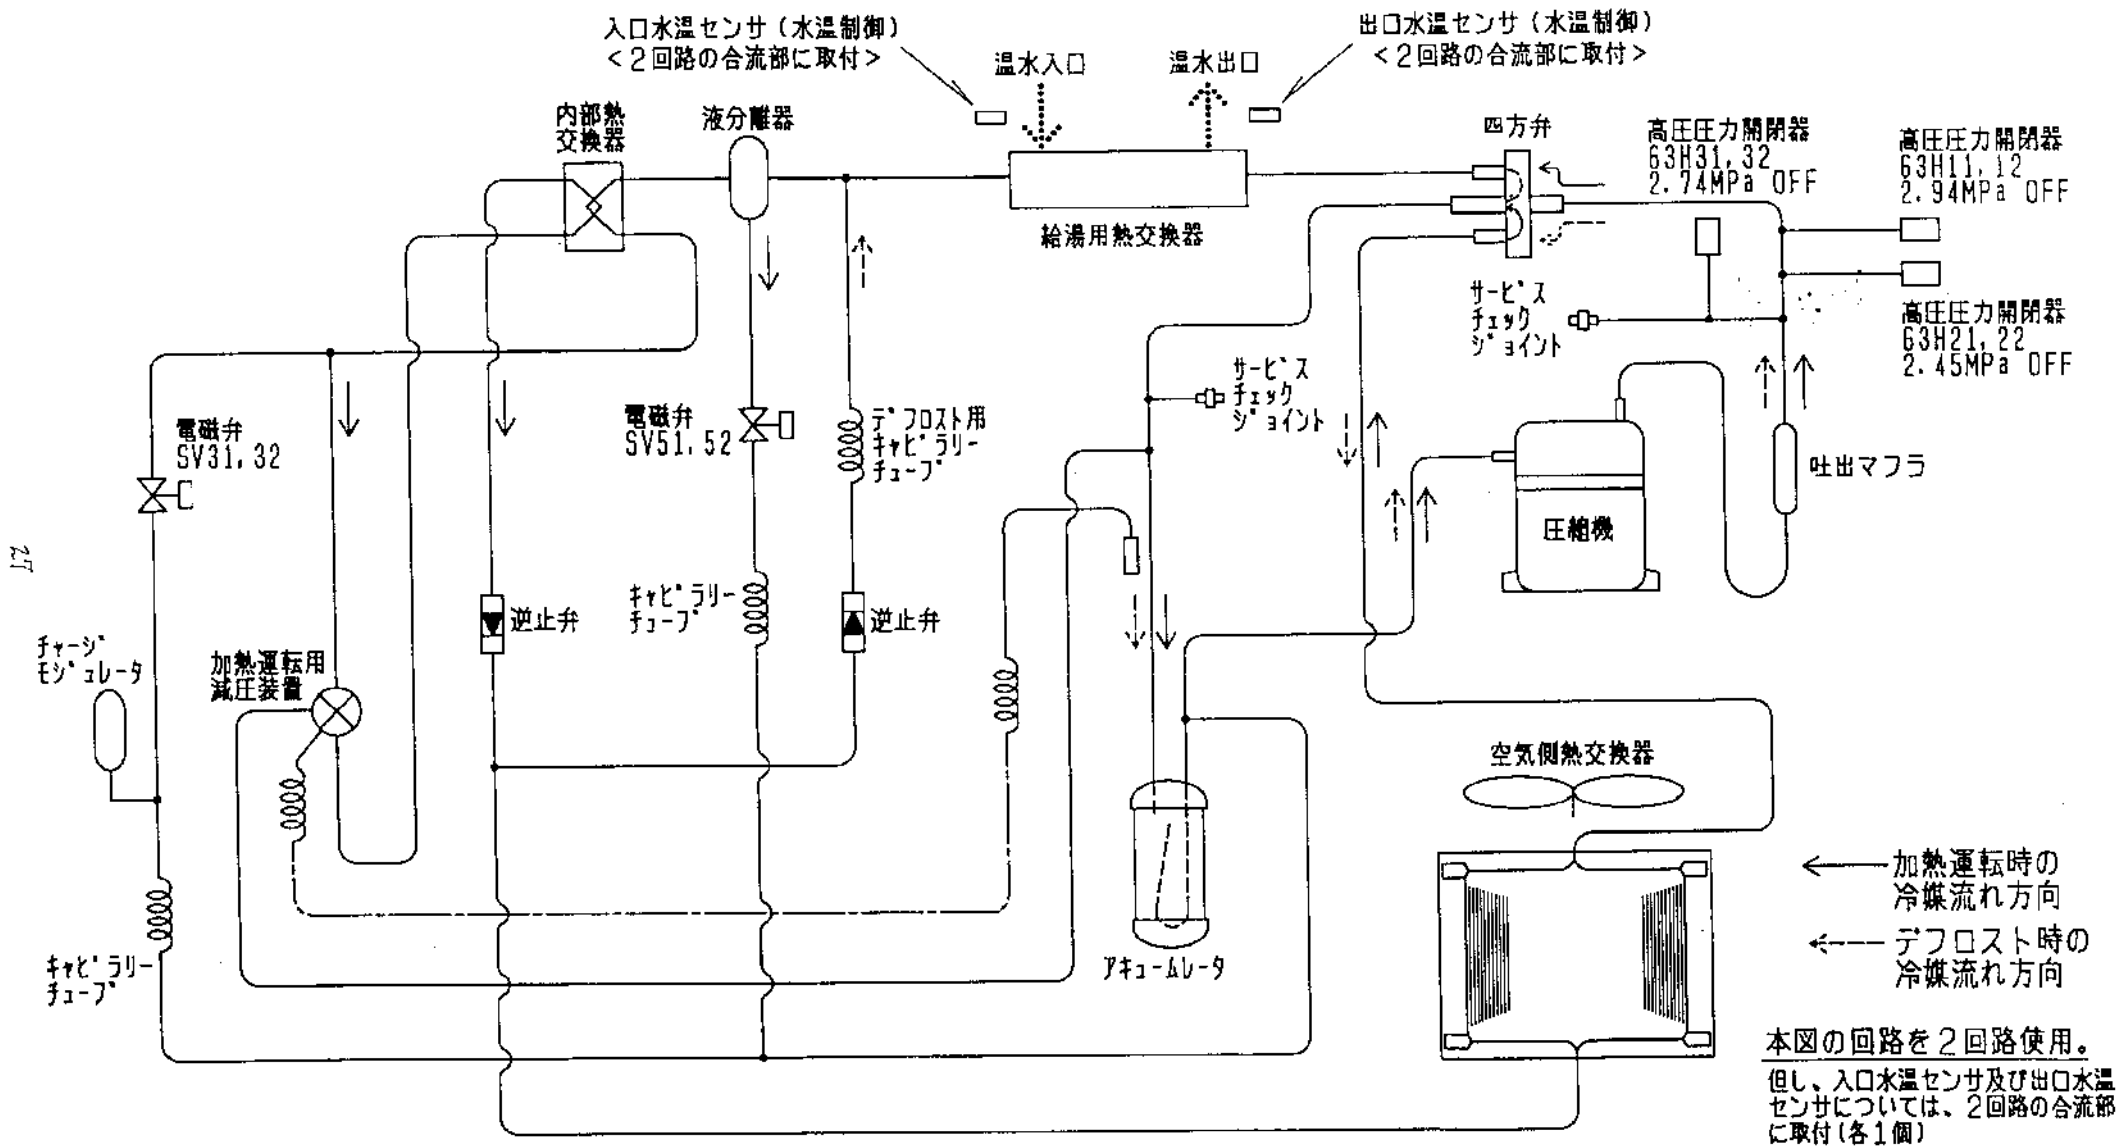 入口水温センサ（水温制御）
＜２回路の合流部に取付＞
温水入口
温水出口
出口水温センサ（水温制御）
＜２回路の合流部に取付＞
内部熱
交換器
液分離器
給湯用熱交換器
四方弁
高圧圧力開閉器
63H31,32
2.74MPa OFF
高圧圧力開閉器
63H11,12
2.94MPa OFF
高圧圧力開閉器
63H21,22
2.45MPa OFF
サービス
チェック
ジョイント
サービス
チェック
ジョイント
電磁弁
SV31,32
電磁弁
SV51,52
デフロスト用
キャピラリー
チューブ
吐出マフラ
圧縮機
27
チャージ
モジュレータ
加熱運転用
減圧装置
逆止弁
キャピラリー
チューブ
逆止弁
空気側熱交換器
アキュームレータ
キャピラリー
チューブ
加熱運転時の
冷媒流れ方向
デフロスト時の
冷媒流れ方向
本図の回路を２回路使用。
但し、入口水温センサ及び出口水温
センサについては、２回路の合流部
に取付(各１個)